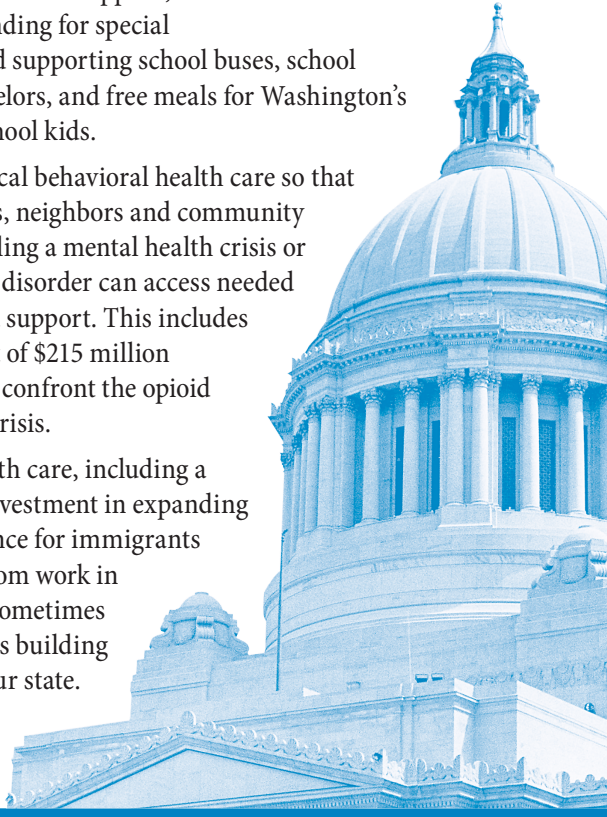 nding for special
supporting school buses, school
elors, and free meals for Washington's
ool kids.
cal behavioral health care so that
s, neighbors and community
ling a mental health crisis or
disorder can access needed
support. This includes
of $215 million
confront the opioid
risis.
th care, including a
vestment in expanding
nce for immigrants
om work in
ometimes
s building
ur state.